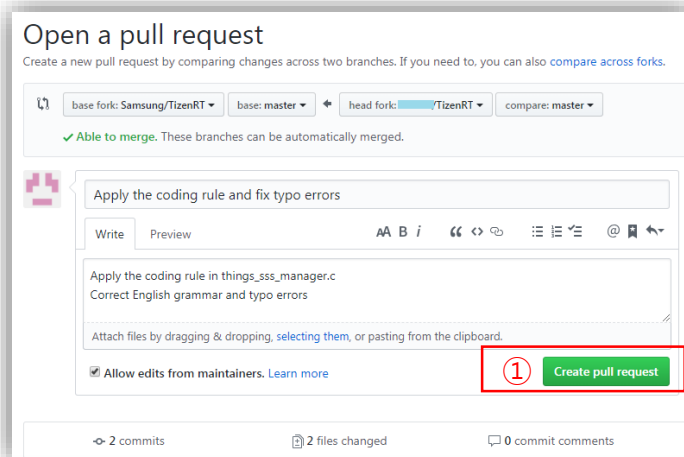 Open a pull request
Create a new pull request by comparing changes across two branches. If you need to, you can also compare across forks.
base fork: Samsung/TizenRT base: master head fork: /TizenRT compare: master
Able to merge. These branches can be automatically merged.
Apply the coding rule and fix typo errors
Write Preview AA B i
Apply the coding rule in things_sss_manager.c
Correct English grammar and typo errors
Attach files by dragging & dropping, selecting them, or pasting from the clipboard.
Allow edits from maintainers. Learn more ① Create pull request
2 commits 2 files changed 0 commit comments